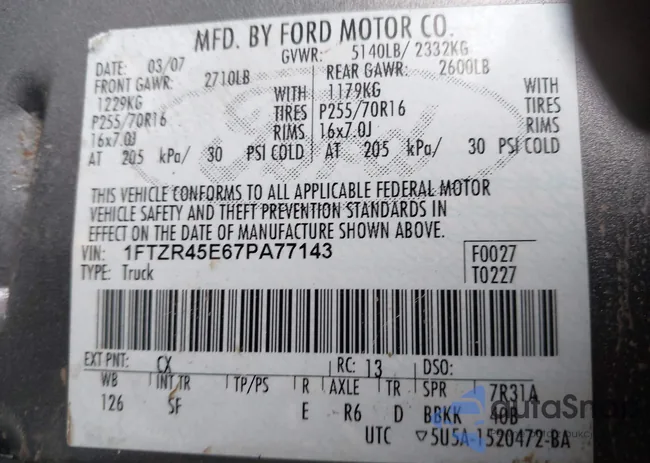 MFD. BY FORD MOTOR CO.
DATE: 03/07 GVWR: 5140LB/ 2332KG
FRONT GAWR: 2710LB REAR GAWR: 2600LB
1229KG WITH 1179KG WITH
P255/70R16 TIRES P255/70R16 TIRES
16x7.0J RIMS 16x7.0J RIMS
AT 205 kPa/ 30 PSI COLD AT 205 kPa/ 30 PSI COLD
THIS VEHICLE CONFORMS TO ALL APPLICABLE FEDERAL MOTOR
VEHICLE SAFETY AND THEFT PREVENTION STANDARDS IN
EFFECT ON THE DATE OF MANUFACTURE SHOWN ABOVE.
VIN: 1FTZR45E67PA77143 F0027
TYPE: Truck T0227
EXT PNT: CX RC: 13 DSO:
WB INT TR TP/PS R AXLE TR SPR 7R31A
126 SF E R6 D BBKK 40B
UTC ▽5U5A-1520472-BA